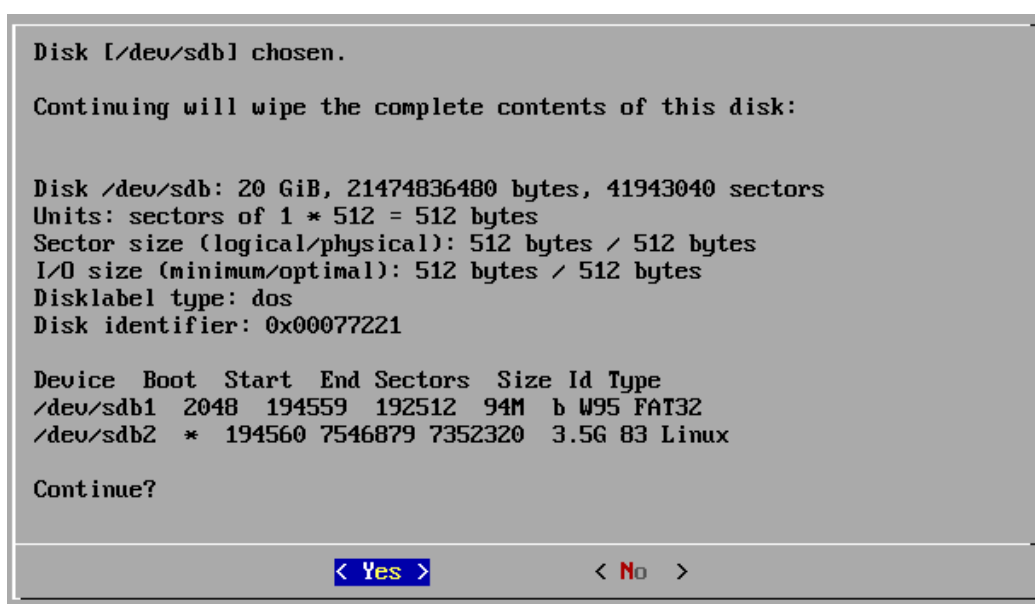 Disk [/dev/sdb] chosen.
Continuing will wipe the complete contents of this disk:
Disk /dev/sdb: 20 GiB, 21474836480 bytes, 41943040 sectors
Units: sectors of 1 * 512 = 512 bytes
Sector size (logical/physical): 512 bytes / 512 bytes
I/O size (minimum/optimal): 512 bytes / 512 bytes
Disklabel type: dos
Disk identifier: 0x00077221
Device  Boot  Start  End Sectors  Size Id Type
/dev/sdb1  2048  194559  192512  94M  b W95 FAT32
/dev/sdb2  *  194560 7546879 7352320  3.5G 83 Linux
Continue?
< Yes >  < No  >